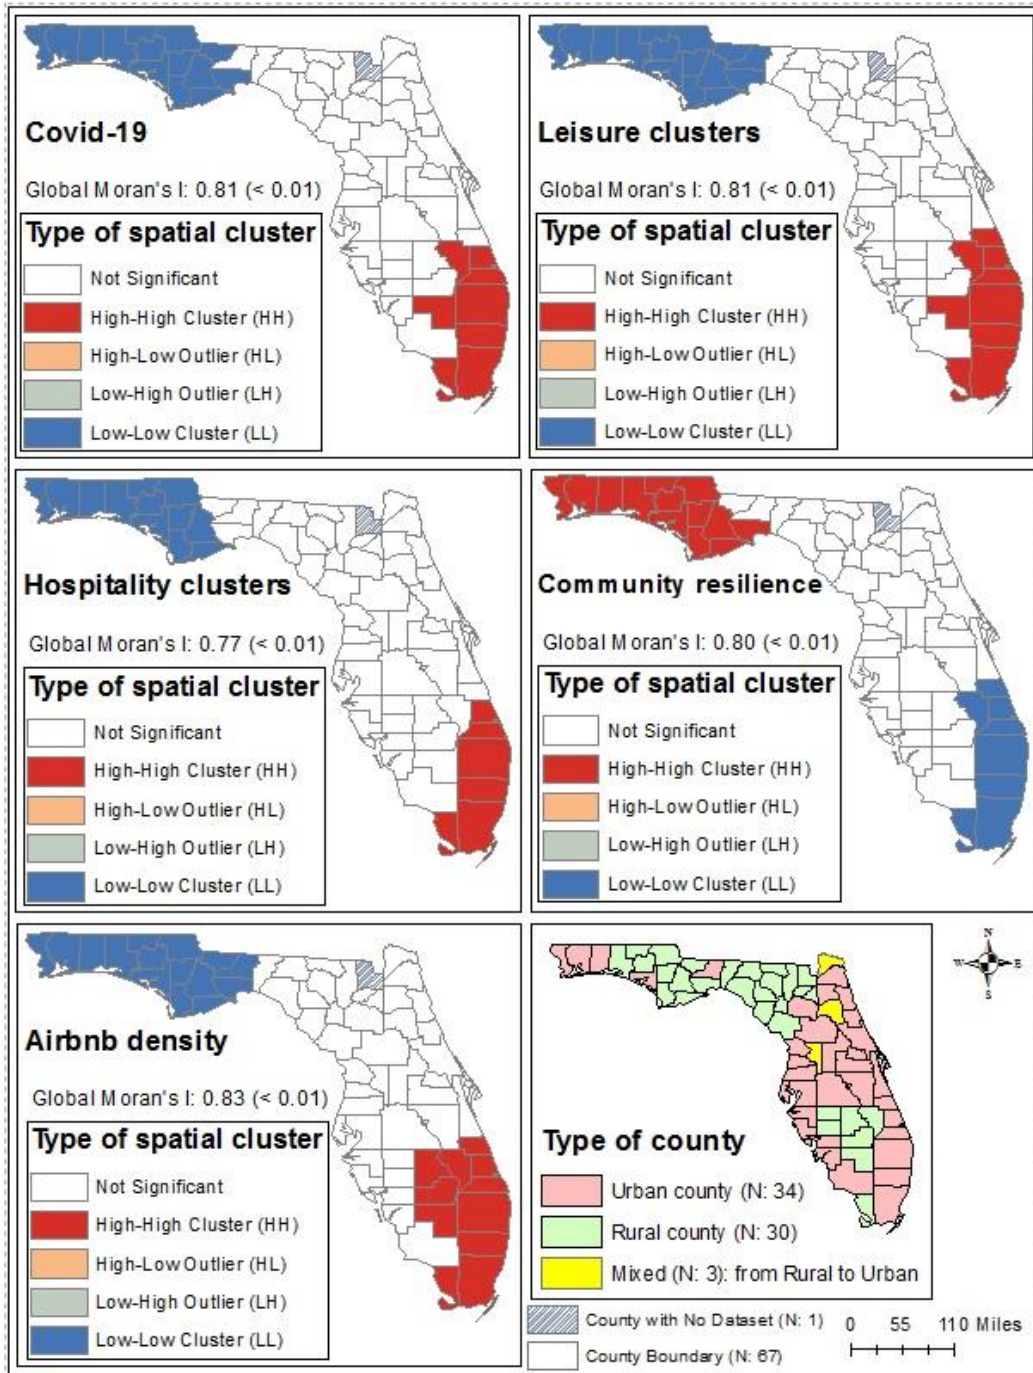 Covid-19
Global Moran's I: 0.81 (< 0.01)
Type of spatial cluster
Not Significant
High-High Cluster (HH)
High-Low Outlier (HL)
Low-High Outlier (LH)
Low-Low Cluster (LL)
Leisure clusters
Global Moran's I: 0.81 (< 0.01)
Type of spatial cluster
Not Significant
High-High Cluster (HH)
High-Low Outlier (HL)
Low-High Outlier (LH)
Low-Low Cluster (LL)
Hospitality clusters
Global Moran's I: 0.77 (< 0.01)
Type of spatial cluster
Not Significant
High-High Cluster (HH)
High-Low Outlier (HL)
Low-High Outlier (LH)
Low-Low Cluster (LL)
Community resilience
Global Moran's I: 0.80 (< 0.01)
Type of spatial cluster
Not Significant
High-High Cluster (HH)
High-Low Outlier (HL)
Low-High Outlier (LH)
Low-Low Cluster (LL)
Airbnb density
Global Moran's I: 0.83 (< 0.01)
Type of spatial cluster
Not Significant
High-High Cluster (HH)
High-Low Outlier (HL)
Low-High Outlier (LH)
Low-Low Cluster (LL)
Type of county
Urban county (N: 34)
Rural county (N: 30)
Mixed (N: 3): from Rural to Urban
N
W E
S
County with No Dataset (N: 1)
County Boundary (N: 67)
0 55 110 Miles